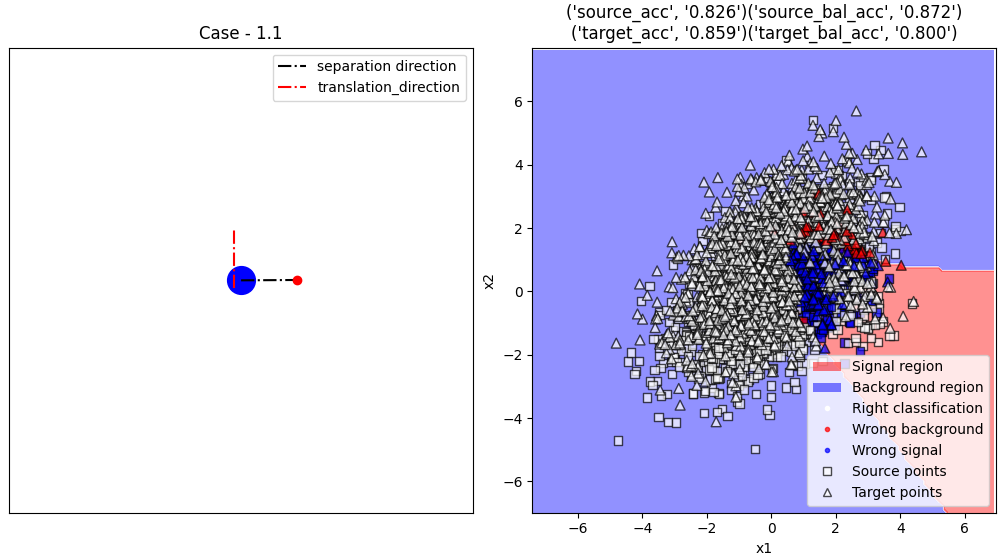 Case - 1.1
separation direction
translation_direction
('source_acc', '0.826')('source_bal_acc', '0.872')
('target_acc', '0.859')('target_bal_acc', '0.800')
x2
6
4
2
0
−2
−4
−6
Signal region
Background region
Right classification
Wrong background
Wrong signal
Source points
Target points
−6
−4
−2
0
2
4
6
x1